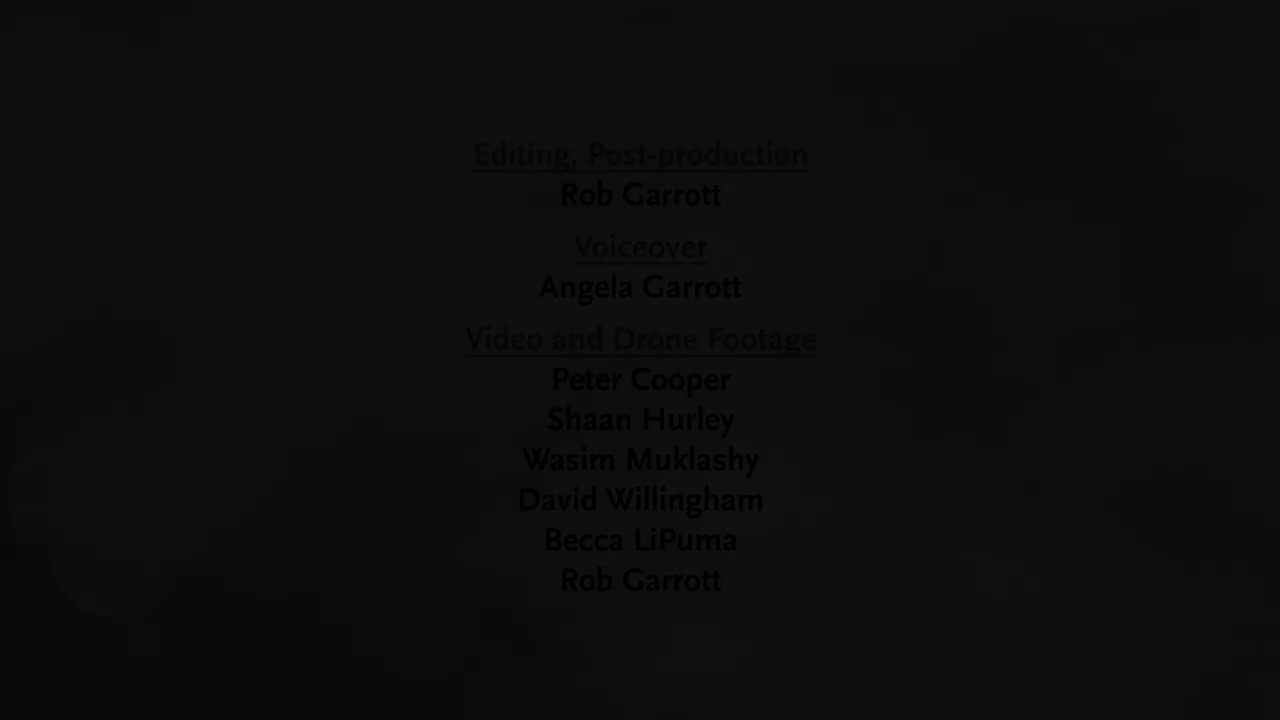 Editing, Post-production
Rob Garrott
Voiceover
Angela Garrott
Video and Drone Footage
Peter Cooper
Shaan Hurley
Wasim Muklashy
David Willingham
Becca LiPuma
Rob Garrott